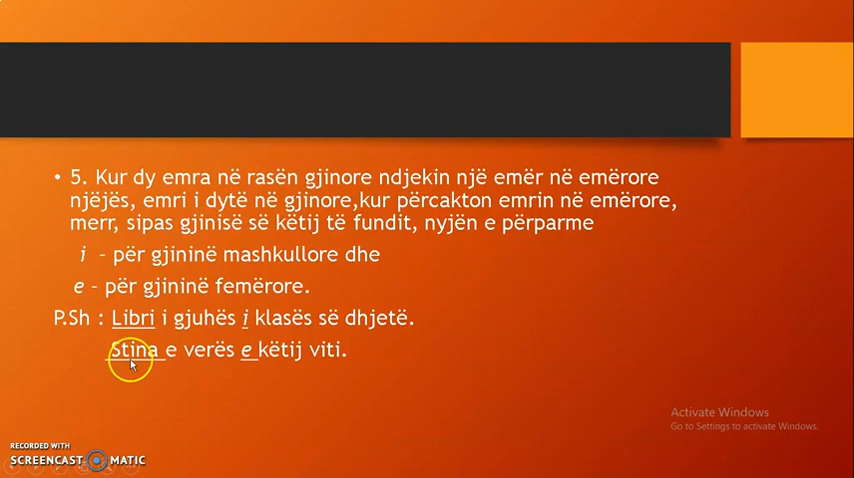 • 5. Kur dy emra në rasën gjinore ndjekin një emër në emërore
njëjës, emri i dytë në gjinore,kur përcakton emrin në emërore,
merr, sipas gjinisë së këtij të fundit, nyjën e përparme
i – për gjininë mashkullore dhe
e – për gjininë femërore.
P.Sh : Libri i gjuhës i klasës së dhjetë.
Stina e verës e këtij viti.
Activate Windows
Go to Settings to activate Windows.
RECORDED WITH
SCREENCAST MATIC